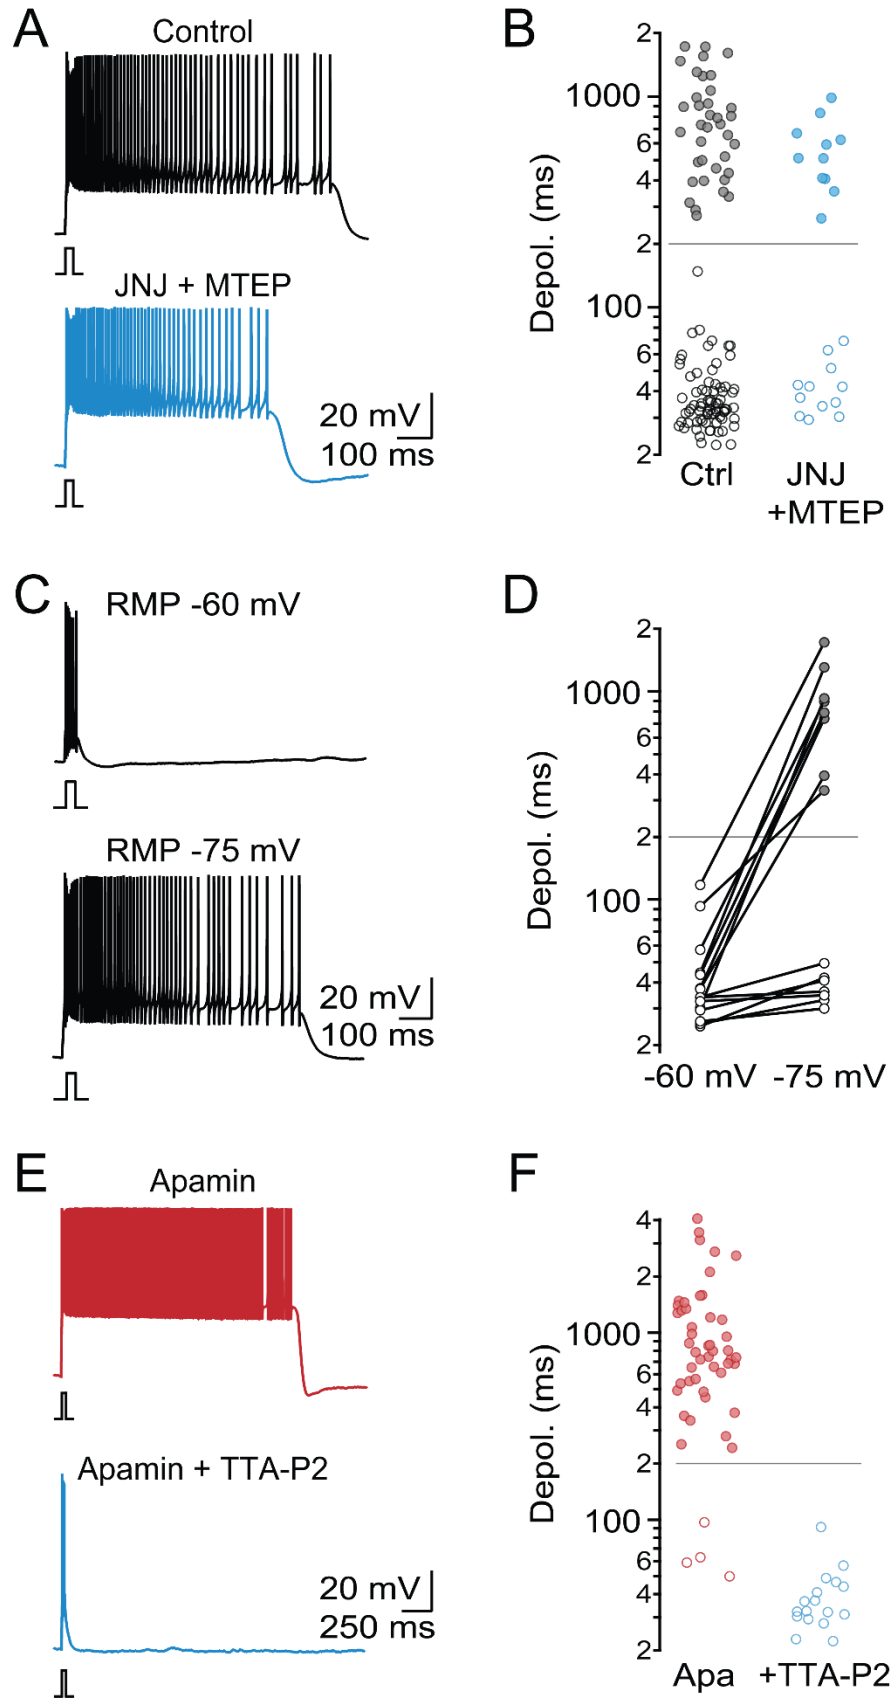 A
Control
JNJ + MTEP
20 mV
100 ms
B
Depol. (ms)
2
1000
6
4
2
100
6
4
2
Ctrl
JNJ
+MTEP
C
RMP -60 mV
RMP -75 mV
20 mV
100 ms
D
Depol. (ms)
2
1000
6
4
2
100
6
4
2
-60 mV
-75 mV
E
Apamin
Apamin + TTA-P2
20 mV
250 ms
F
Depol. (ms)
4
2
1000
6
4
2
100
6
4
2
Apa
+TTA-P2